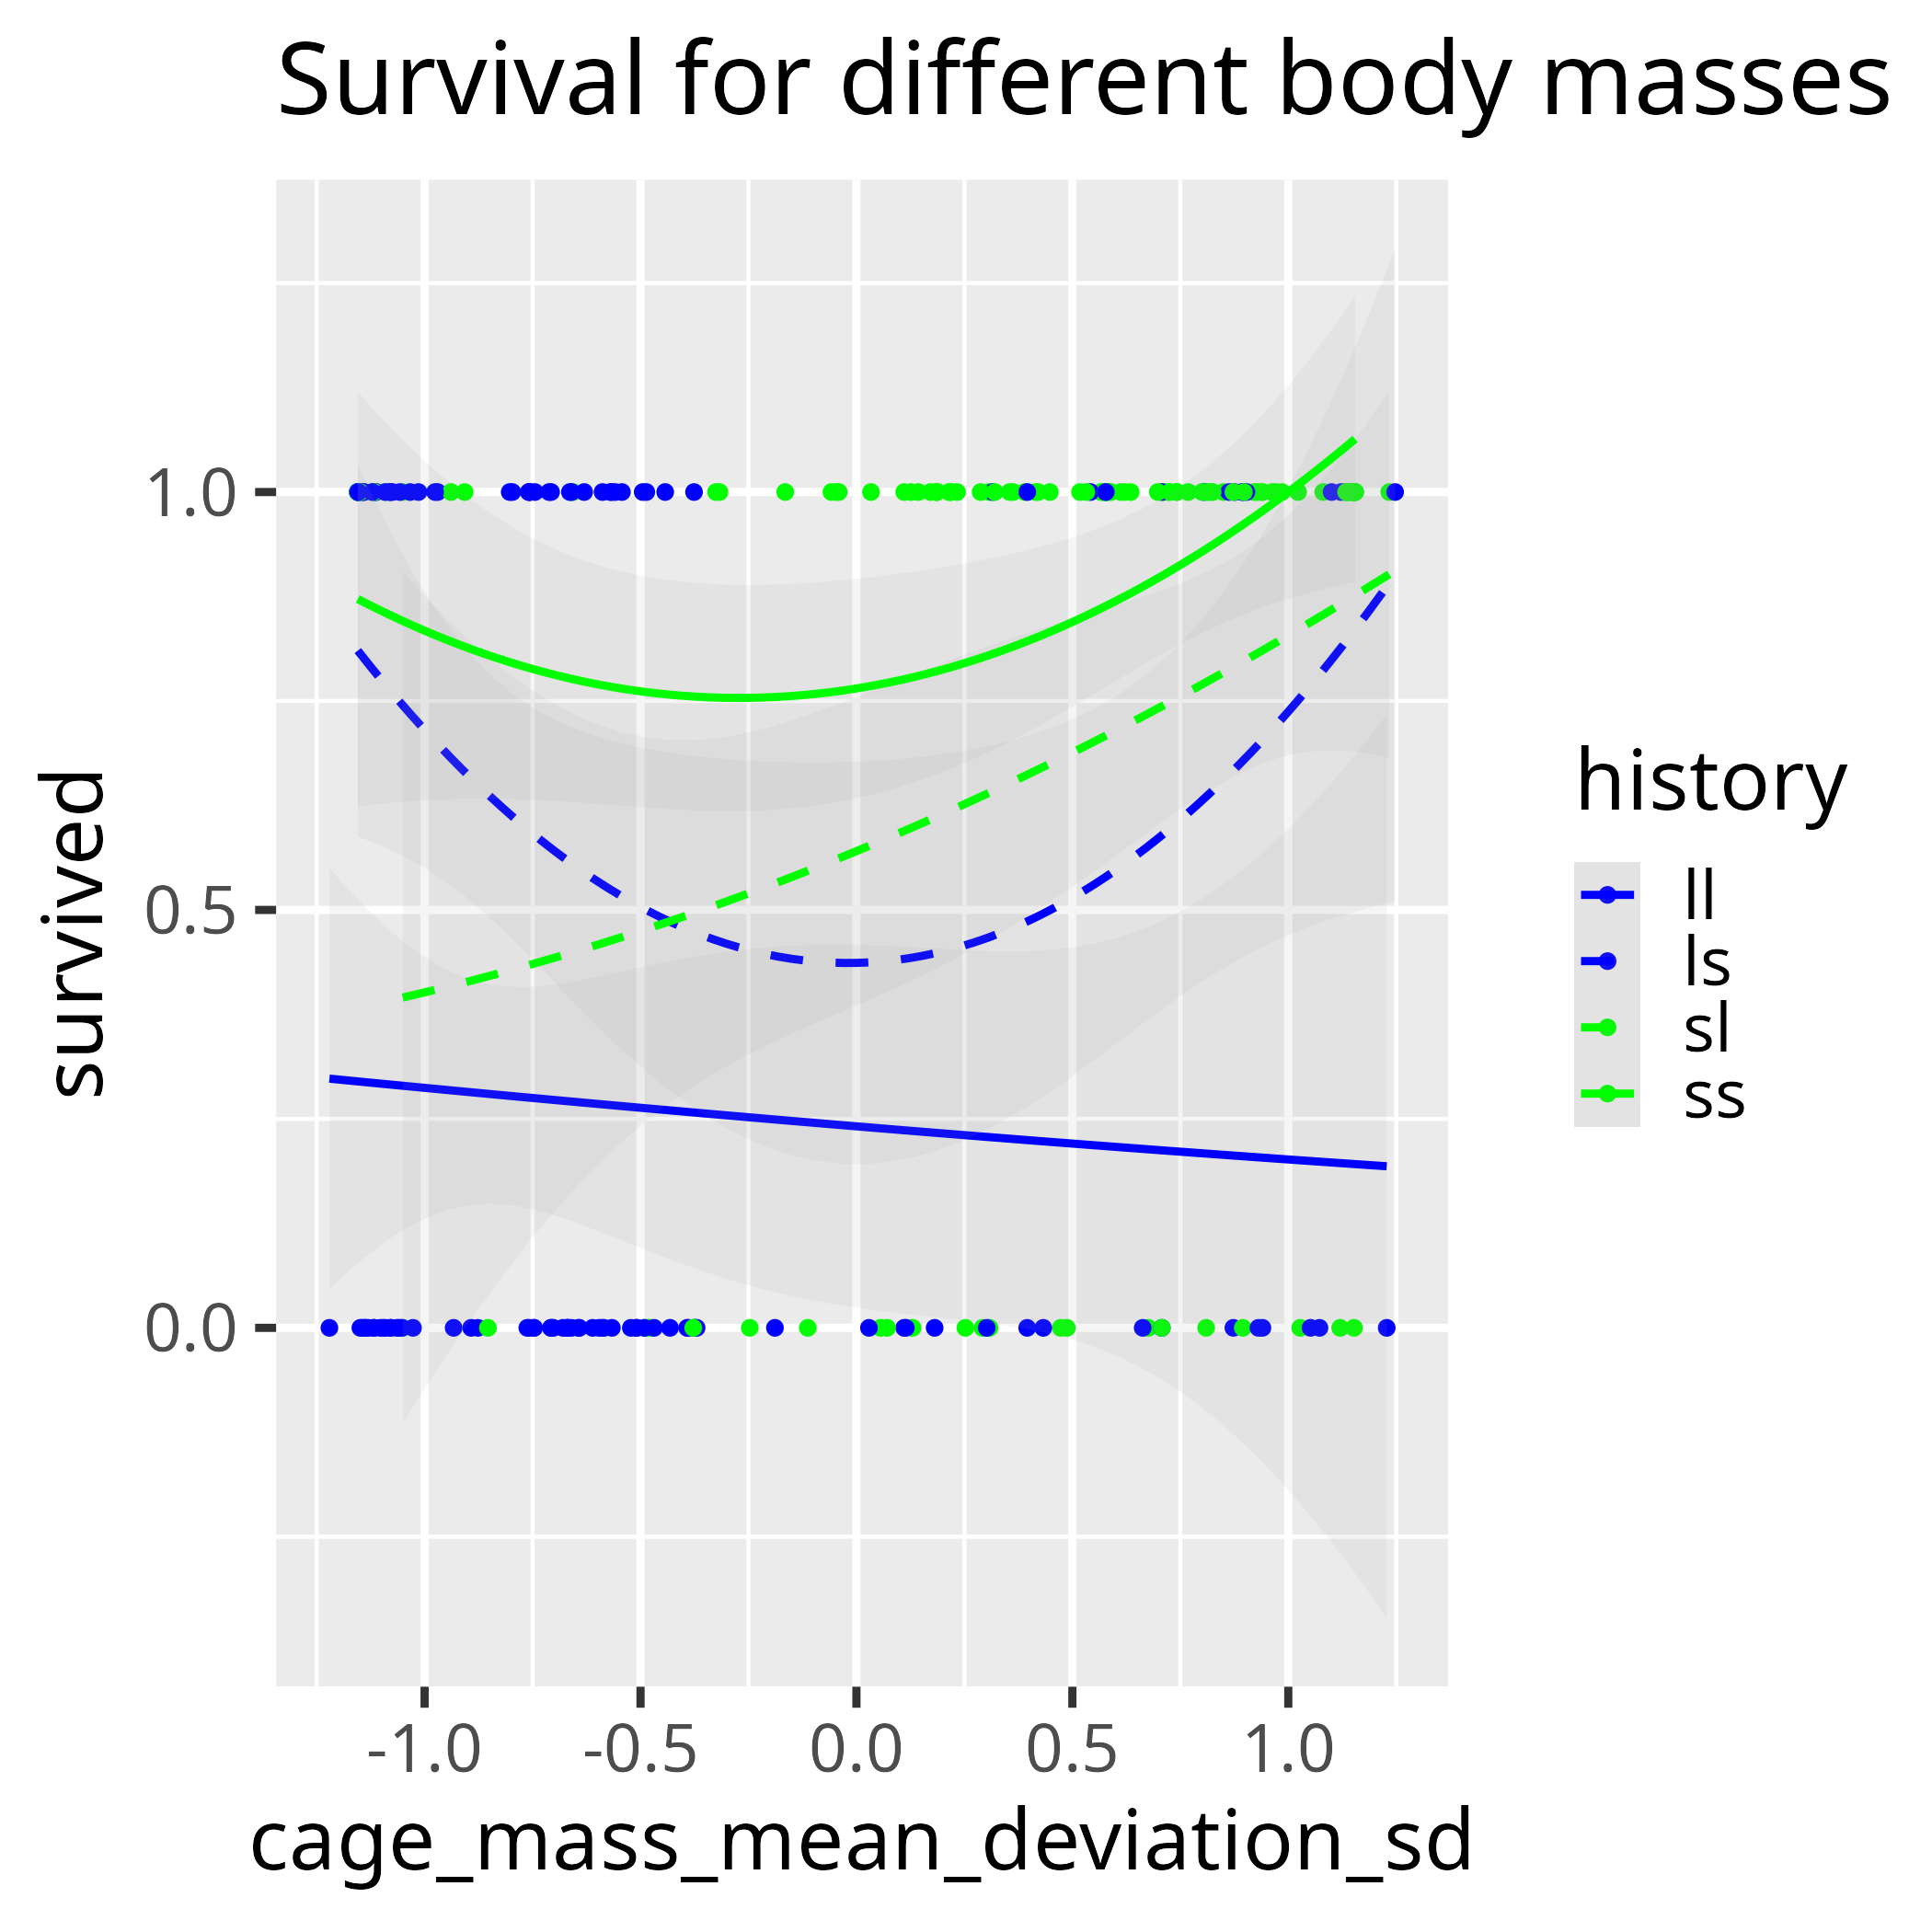 Survival for different body masses
survived
1.0
0.5
0.0
-1.0 -0.5 0.0 0.5 1.0
cage_mass_mean_deviation_sd
history
ll
ls
sl
ss